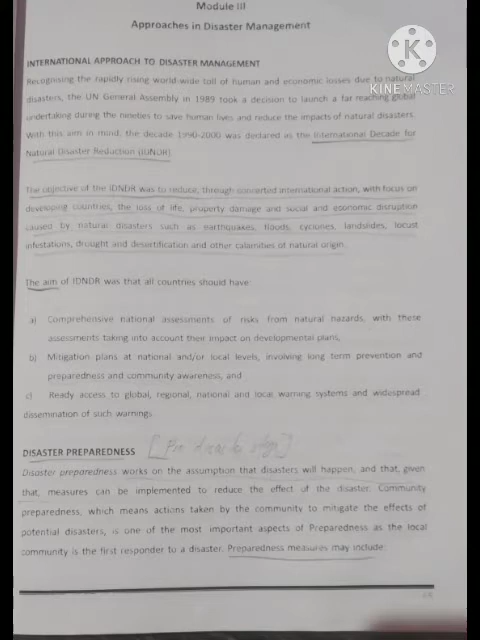 Module III
Approaches in Disaster Management
K
KINEMASTER
INTERNATIONAL APPROACH TO DISASTER MANAGEMENT
Recognising the rapidly rising world-wide toll of human and economic losses due to natural
disasters, the UN General Assembly in 1989 took a decision to launch a far reaching global
undertaking during the nineties to save human lives and reduce the impacts of natural disasters.
With this aim in mind, the decade 1990-2000 was declared as the International Decade for
Natural Disaster Reduction (IDNDR).
The objective of the IDNDR was to reduce, through concerted international action, with focus on
developing countries, the loss of life, property damage and social and economic disruption
caused by natural disasters such as earthquakes, floods, cyclones, landslides, locust
infestations, drought and desertification and other calamities of natural origin.
The aim of IDNDR was that all countries should have:
a) Comprehensive national assessments of risks from natural hazards, with these
assessments taking into account their impact on developmental plans,
b) Mitigation plans at national and/or local levels, involving long term prevention and
preparedness and community awareness, and
c) Ready access to global, regional, national and local warning systems and widespread
dissemination of such warnings
DISASTER PREPAREDNESS [Pre disaster stage]
Disaster preparedness works on the assumption that disasters will happen, and that, given
that, measures can be implemented to reduce the effect of the disaster. Community
preparedness, which means actions taken by the community to mitigate the effects of
potential disasters, is one of the most important aspects of Preparedness as the local
community is the first responder to a disaster. Preparedness measures may include: